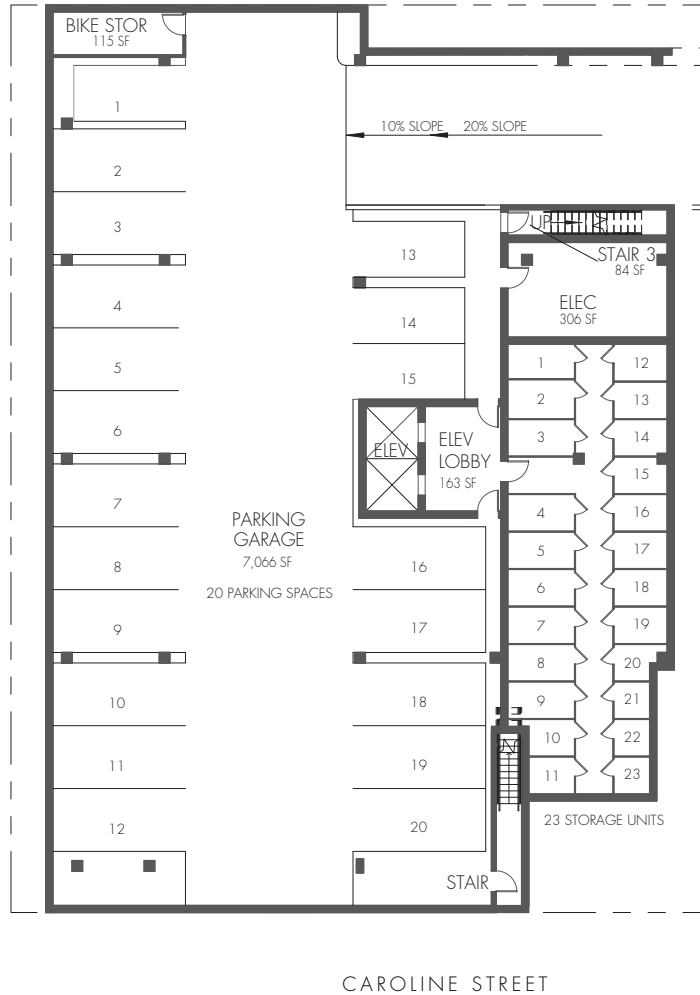 BIKE STOR
115 SF
1
2
3
4
5
6
7
8
9
10
11
12
10% SLOPE
20% SLOPE
13
14
15
ELEV
ELEV
LOBBY
163 SF
PARKING
GARAGE
7,066 SF
20 PARKING SPACES
16
17
18
19
20
STAIR
UP
STAIR 3
84 SF
ELEC
306 SF
1
2
3
4
5
6
7
8
9
10
11
12
13
14
15
16
17
18
19
20
21
22
23
23 STORAGE UNITS
CAROLINE STREET